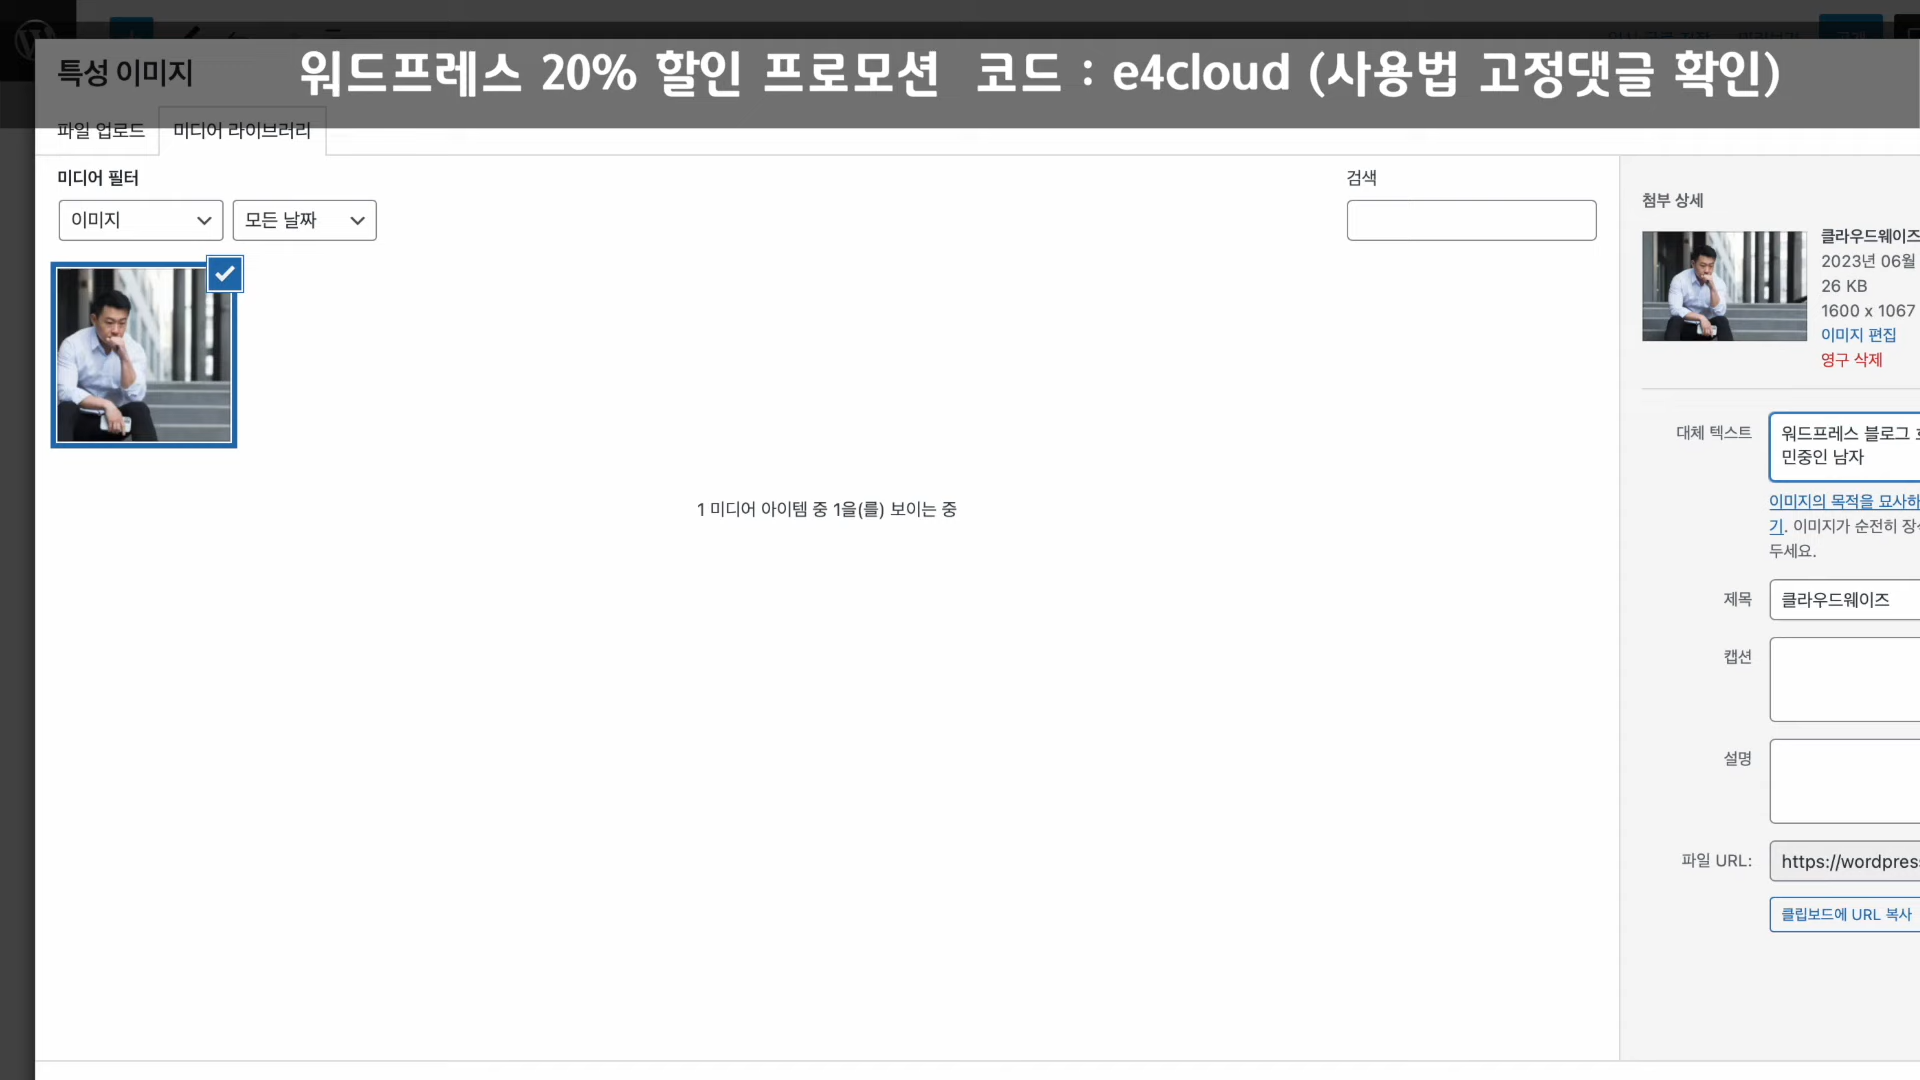 특성 이미지
워드프레스 20% 할인 프로모션 코드 : e4cloud (사용법 고정댓글 확인)
파일 업로드
미디어 라이브러리
미디어 필터
이미지
모든 날짜
검색
1 미디어 아이템 중 1을(를) 보이는 중
첨부 상세
클라우드웨이즈
2023년 06월
26 KB
1600 x 1067
이미지 편집
영구 삭제
대체 텍스트
워드프레스 블로그
민중인 남자
이미지의 목적을 묘사하
기. 이미지가 순전히
두세요.
제목
클라우드웨이즈
캡션
설명
파일 URL:
https://wordpres
클립보드에 URL 복사